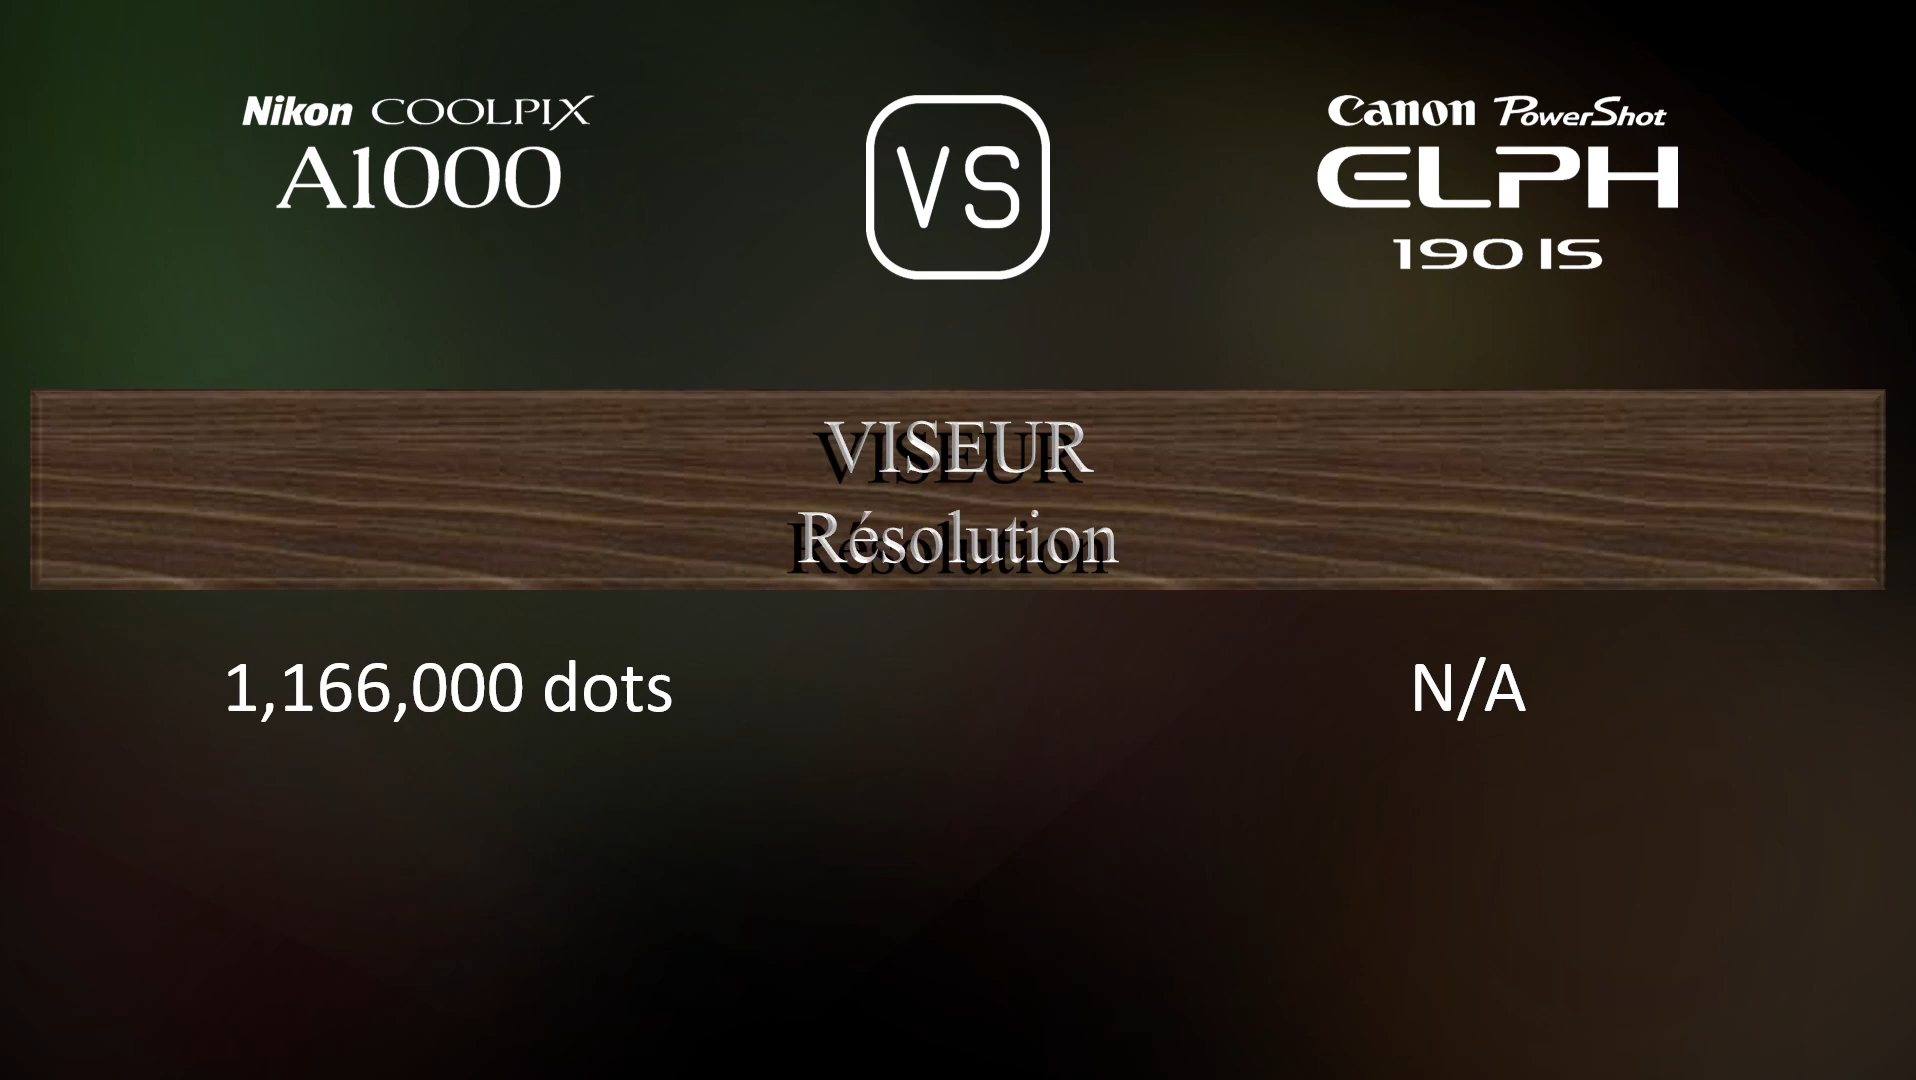 Nikon COOLPIX
A1000
VS
Canon PowerShot
ELPH
190 IS
VISEUR
Résolution
1,166,000 dots
N/A